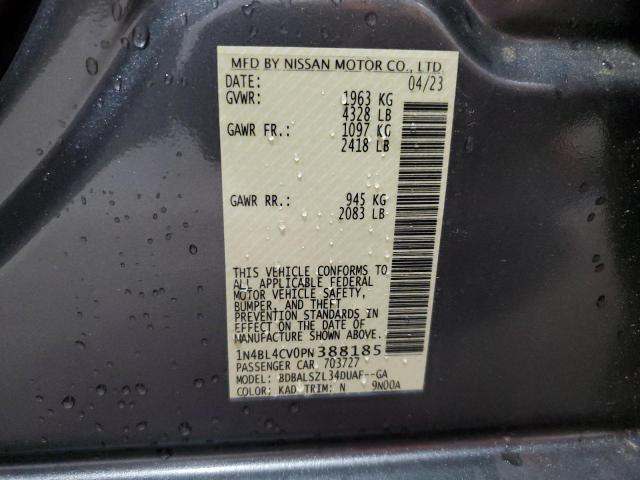 MFD BY NISSAN MOTOR CO., LTD.
DATE: 04/23
GVWR: 1963 KG
4328 LB
GAWR FR.: 1097 KG
2418 LB
GAWR RR.: 945 KG
2083 LB
THIS VEHICLE CONFORMS TO
ALL APPLICABLE FEDERAL
MOTOR VEHICLE SAFETY,
BUMPER, AND THEFT
PREVENTION STANDARDS
IN EFFECT ON THE DATE OF
MANUFACTURE SHOWN ABOVE.
1N4BL4CV0PN388185
PASSENGER CAR 703727
MODEL: BDBALSZL34DUAF--GA
COLOR: KAD TRIM: N 9N00A